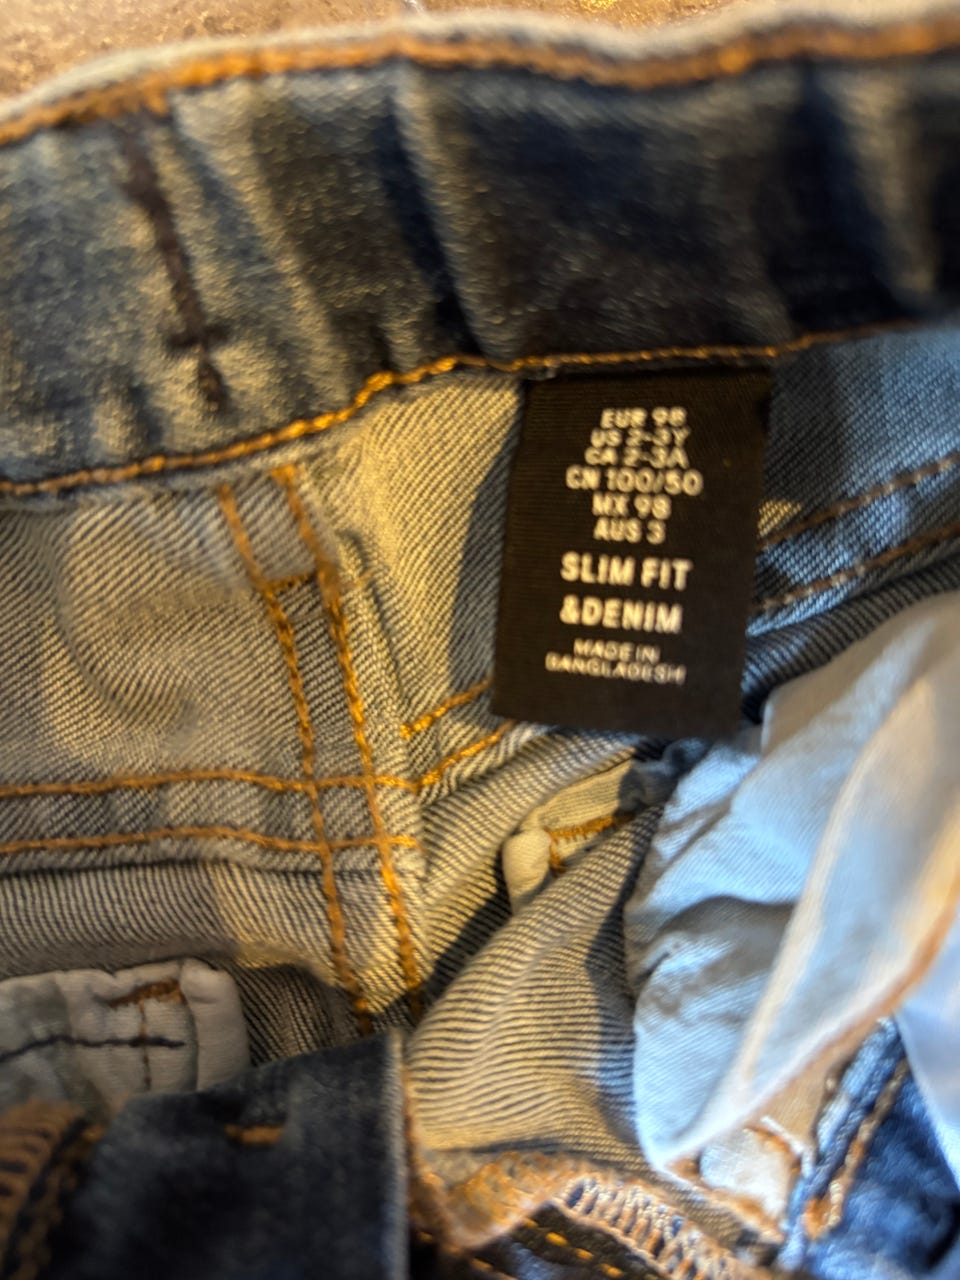 EUR 98
US 2-3Y
CA 2-3A
CN 100/50
MX 98
AUS 3
SLIM FIT
&DENIM
MADE IN
BANGLADESH